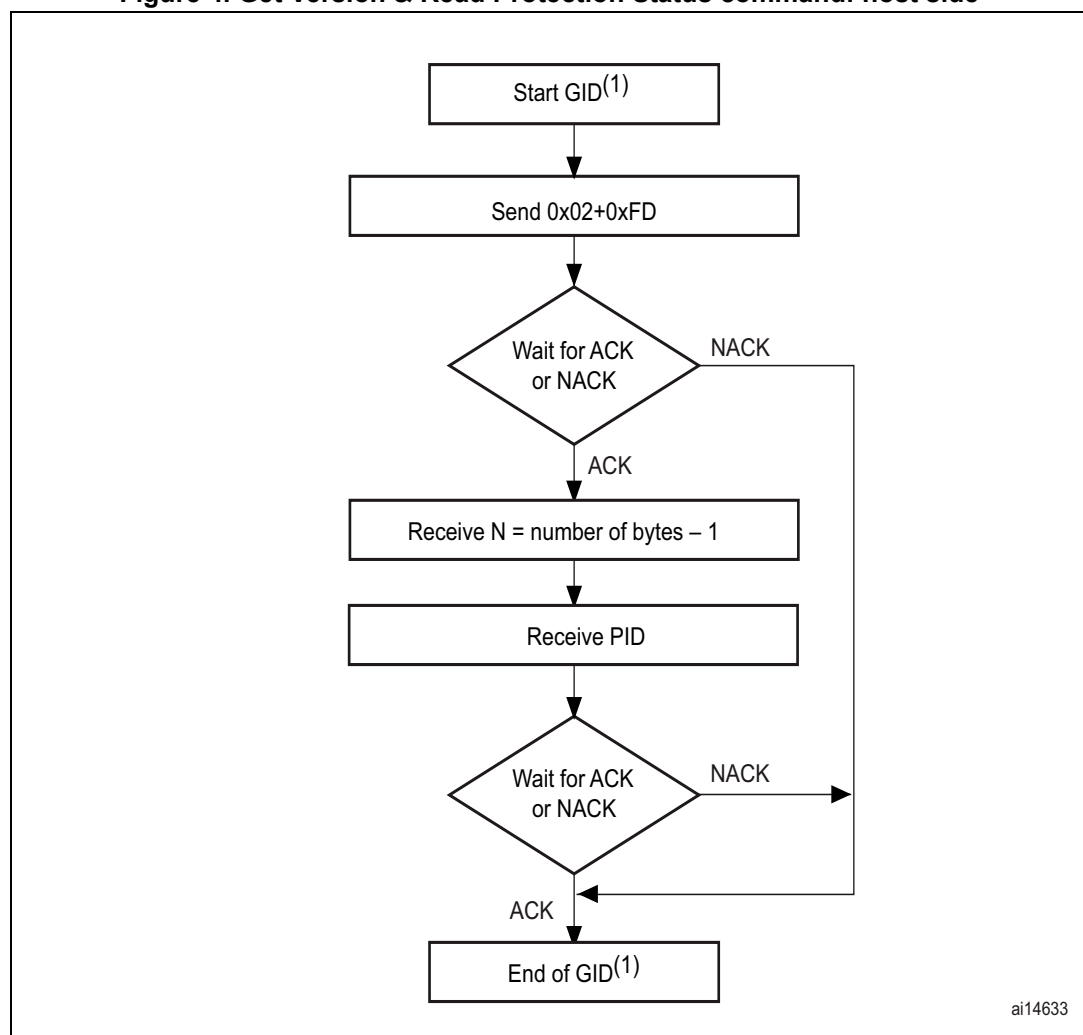 Figure Get Version & Read Protection Status command: host side
Start GID(1)
Send 0x02+0xFD
Wait for ACK
or NACK
NACK
ACK
Receive N = number of bytes – 1
Receive PID
Wait for ACK
or NACK
NACK
ACK
End of GID(1)
ai14633